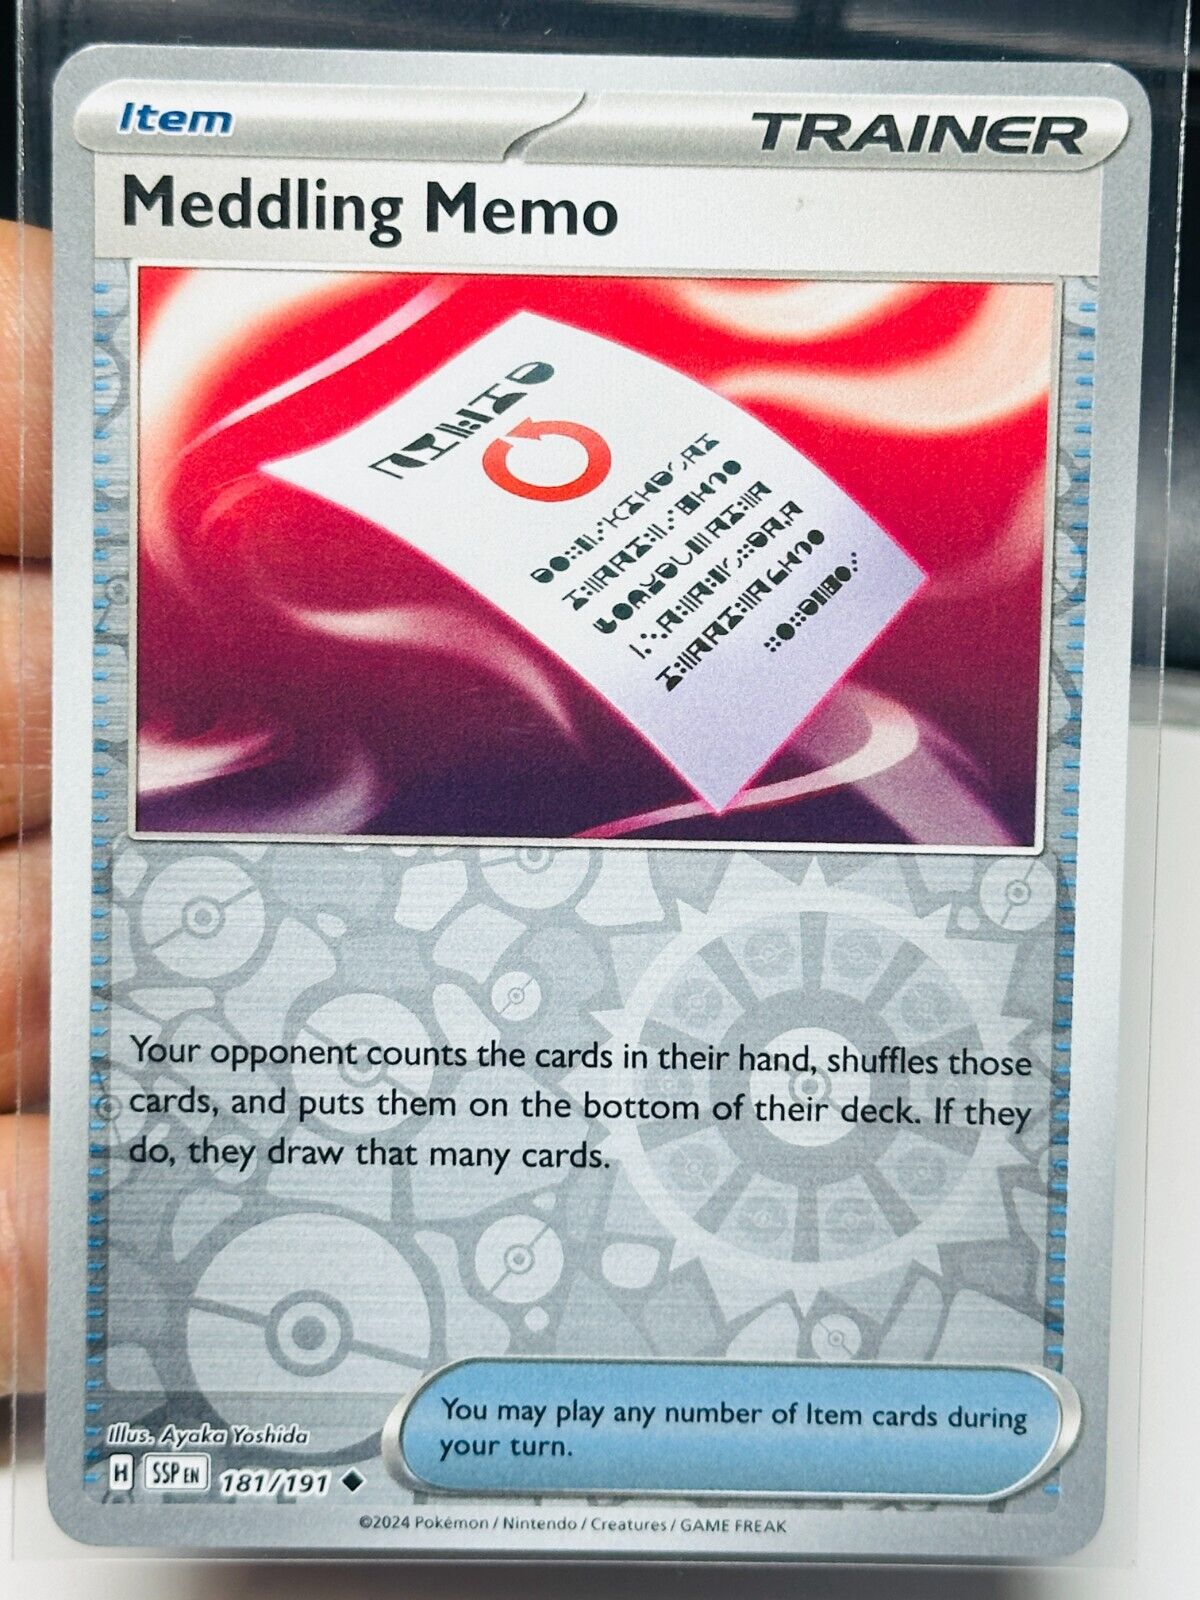 Item
TRAINER
Meddling Memo
Your opponent counts the cards in their hand, shuffles those
cards, and puts them on the bottom of their deck. If they
do, they draw that many cards.
You may play any number of Item cards during
your turn.
Illus. Ayaka Yoshida
H SSP EN 181/191
©2024 Pokémon / Nintendo / Creatures / GAME FREAK